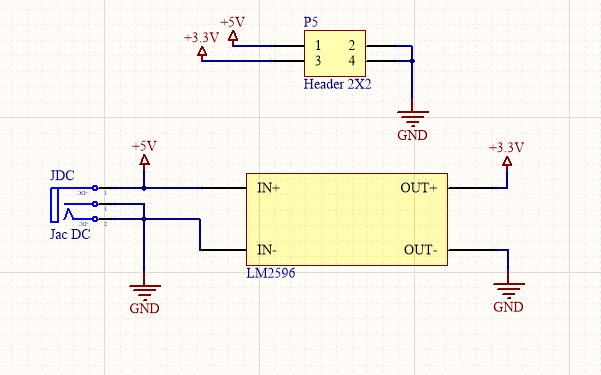 P5
+5V
+3.3V
1 2
3 4
Header 2X2
GND
+5V
+3.3V
JDC
IN+ OUT+
Jac DC
IN- OUT-
LM2596
GND
GND